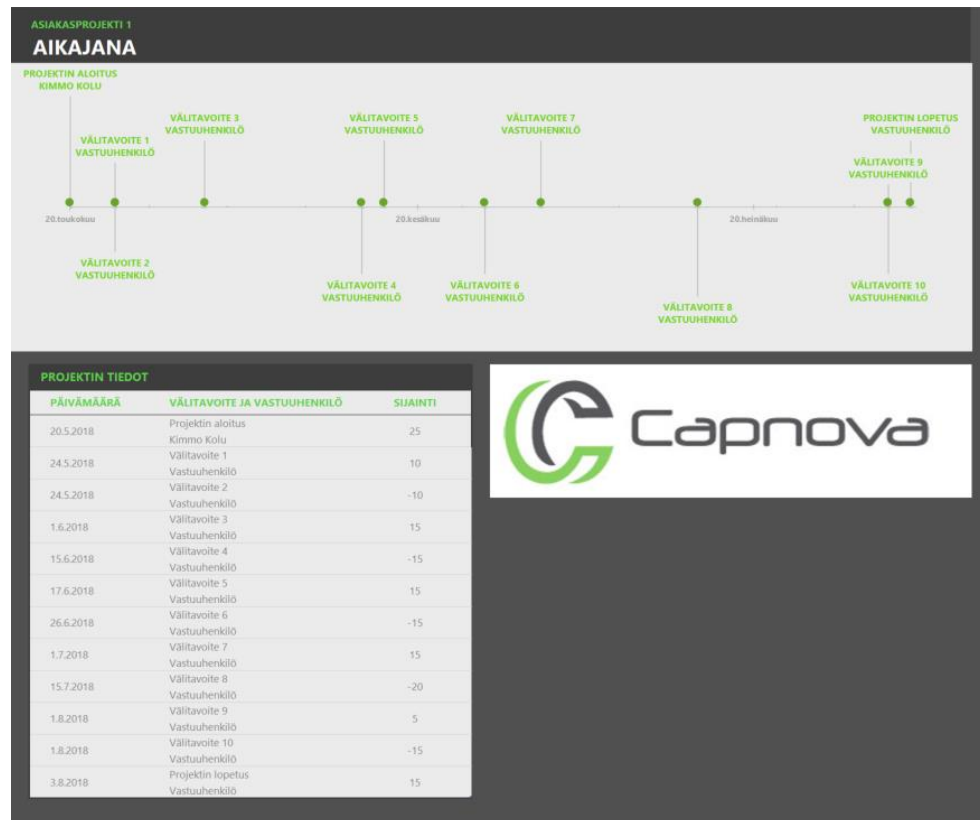 ASIAKASPROJEKTI 1
AIKAJANA
PROJEKTIN ALOITUS
KIMMO KOLU
VÄLITAVOITE 1
VASTUUHENKILÖ
VÄLITAVOITE 3
VASTUUHENKILÖ
VÄLITAVOITE 5
VASTUUHENKILÖ
VÄLITAVOITE 7
VASTUUHENKILÖ
PROJEKTIN LOPETUS
VASTUUHENKILÖ
VÄLITAVOITE 9
VASTUUHENKILÖ
20.toukokuu
20.kesäkuu
20.heinäkuu
VÄLITAVOITE 2
VASTUUHENKILÖ
VÄLITAVOITE 4
VASTUUHENKILÖ
VÄLITAVOITE 6
VASTUUHENKILÖ
VÄLITAVOITE 8
VASTUUHENKILÖ
VÄLITAVOITE 10
VASTUUHENKILÖ
PROJEKTIN TIEDOT
PÄIVÄMÄÄRÄ VÄLITAVOITE JA VASTUUHENKILÖ SIJAINTI
20.5.2018 Projektin aloitus 25
Kimmo Kolu
24.5.2018 Välitavoite 1 10
Vastuuhenkilö
24.5.2018 Välitavoite 2 -10
Vastuuhenkilö
1.6.2018 Välitavoite 3 15
Vastuuhenkilö
15.6.2018 Välitavoite 4 -15
Vastuuhenkilö
17.6.2018 Välitavoite 5 15
Vastuuhenkilö
26.6.2018 Välitavoite 6 -15
Vastuuhenkilö
1.7.2018 Välitavoite 7 15
Vastuuhenkilö
15.7.2018 Välitavoite 8 -20
Vastuuhenkilö
1.8.2018 Välitavoite 9 5
Vastuuhenkilö
1.8.2018 Välitavoite 10 -15
Vastuuhenkilö
3.8.2018 Projektin lopetus 15
Vastuuhenkilö
Capnova